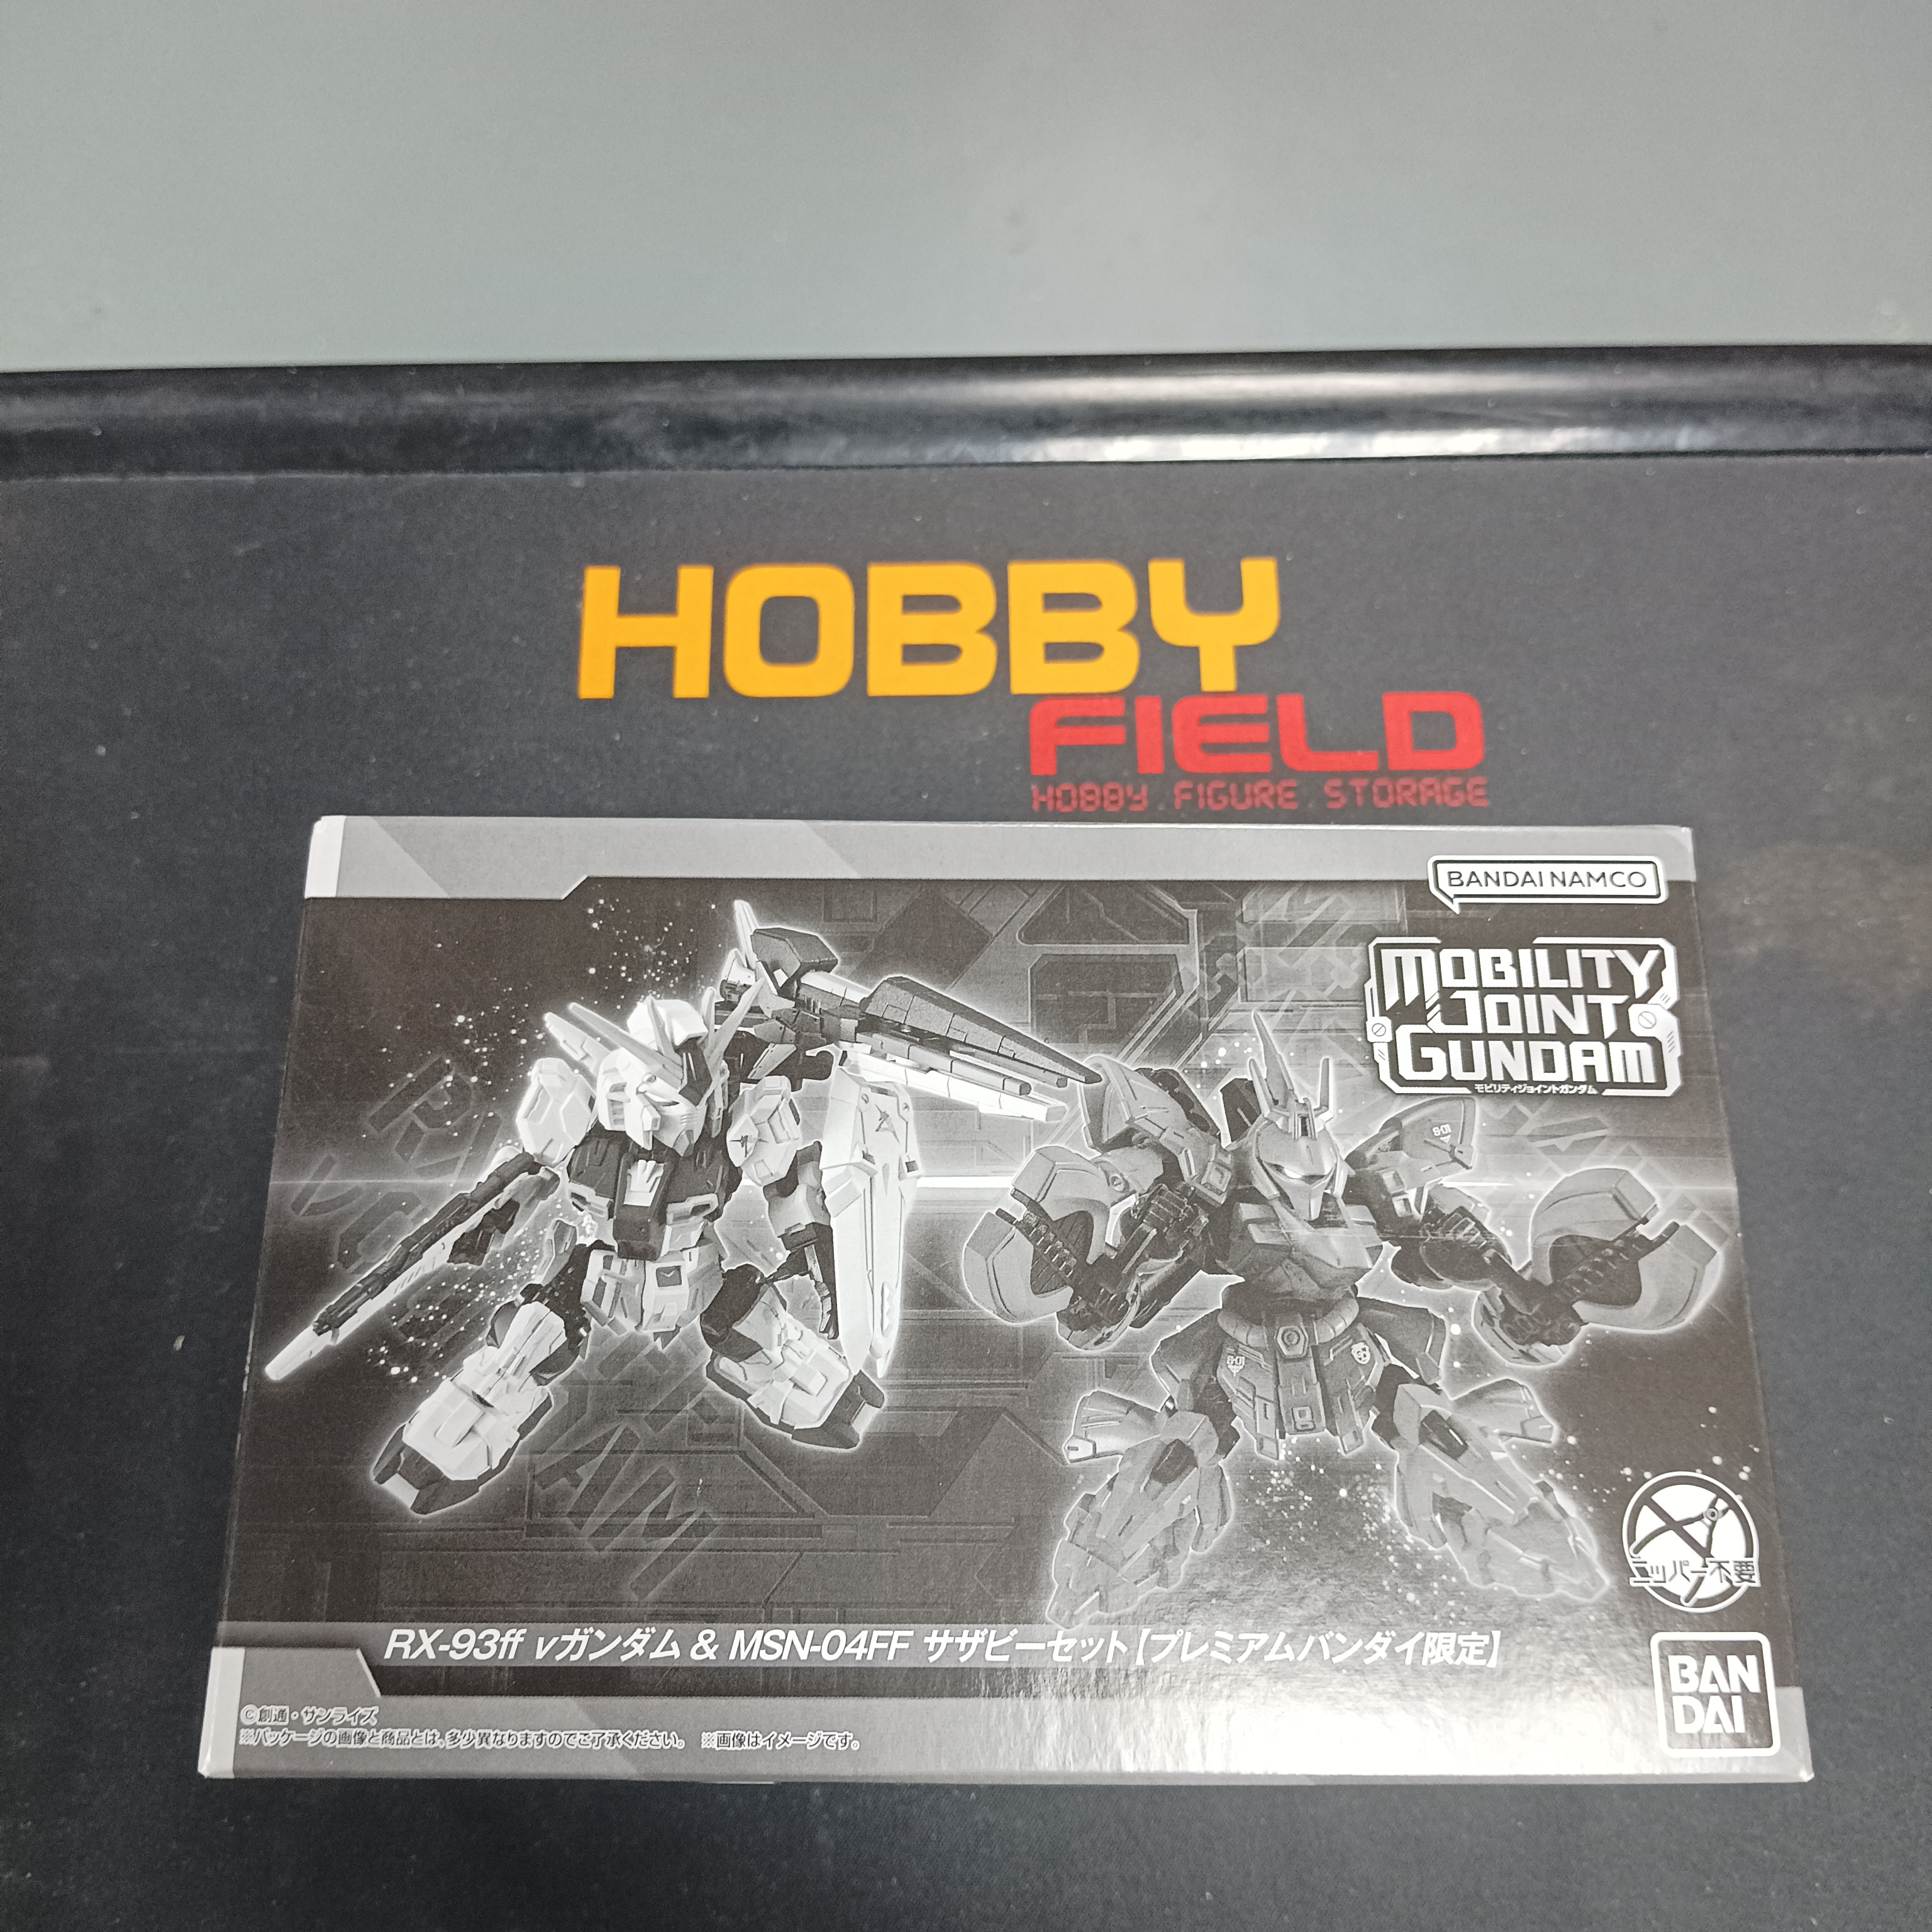 HOBBY
FIELD
HOBBY FIGURE STORAGE
BANDAI NAMCO
MOBILITY
JOINT
GUNDAM
モビリティジョイントガンダム
S-01
S-01
ニッパー不要
RX-93ff νガンダム & MSN-04FF サザビーセット【プレミアムバンダイ限定】
BAN
DAI
©創通・サンライズ
※パッケージの画像と商品とは、多少異なりますのでご了承ください。 ※画像はイメージです。